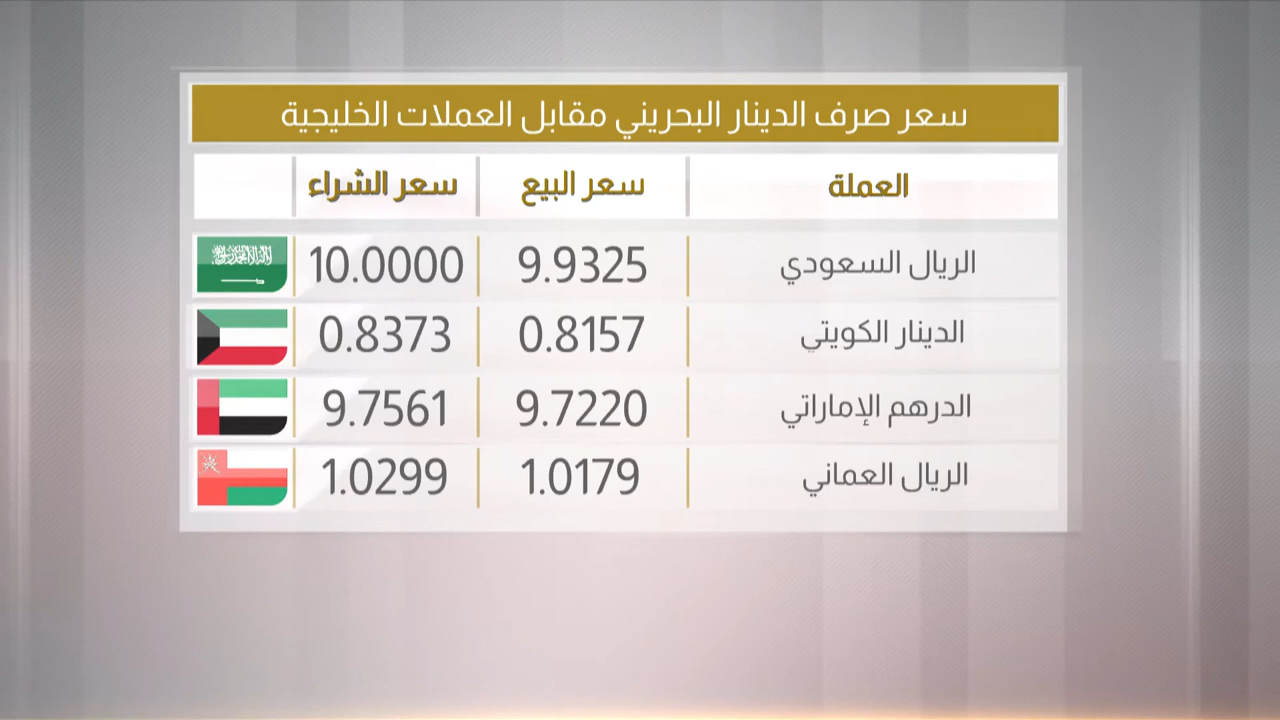 سعر صرف الدينار البحريني مقابل العملات الخليجية
العملة سعر البيع سعر الشراء
الريال السعودي 9.9325 10.0000
الدينار الكويتي 0.8157 0.8373
الدرهم الإماراتي 9.7220 9.7561
الريال العماني 1.0179 1.0299